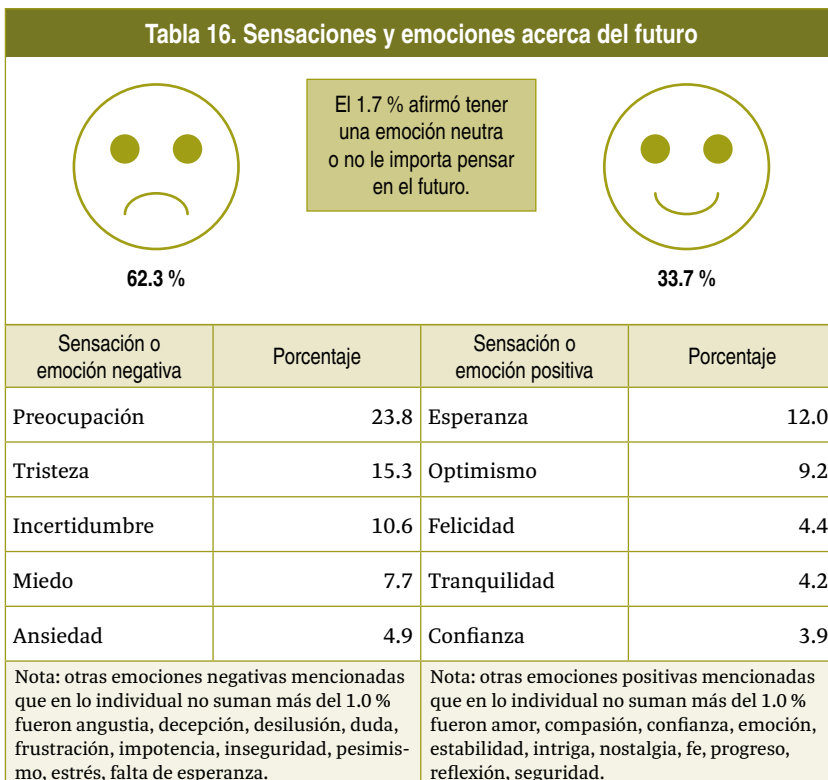 Tabla 16. Sensaciones y emociones acerca del futuro
El 1.7 % afirmó tener
una emoción neutra
o no le importa pensar
en el futuro.
62.3 %
33.7 %
Sensación o
emoción negativa
Porcentaje
Sensación o
emoción positiva
Porcentaje
Preocupación 23.8 Esperanza 12.0
Tristeza 15.3 Optimismo 9.2
Incertidumbre 10.6 Felicidad 4.4
Miedo 7.7 Tranquilidad 4.2
Ansiedad 4.9 Confianza 3.9
Nota: otras emociones negativas mencionadas
que en lo individual no suman más del 1.0 %
fueron angustia, decepción, desilusión, duda,
frustración, impotencia, inseguridad, pesimis-
mo, estrés, falta de esperanza.
Nota: otras emociones positivas mencionadas
que en lo individual no suman más del 1.0 %
fueron amor, compasión, confianza, emoción,
estabilidad, intriga, nostalgia, fe, progreso,
reflexión, seguridad.